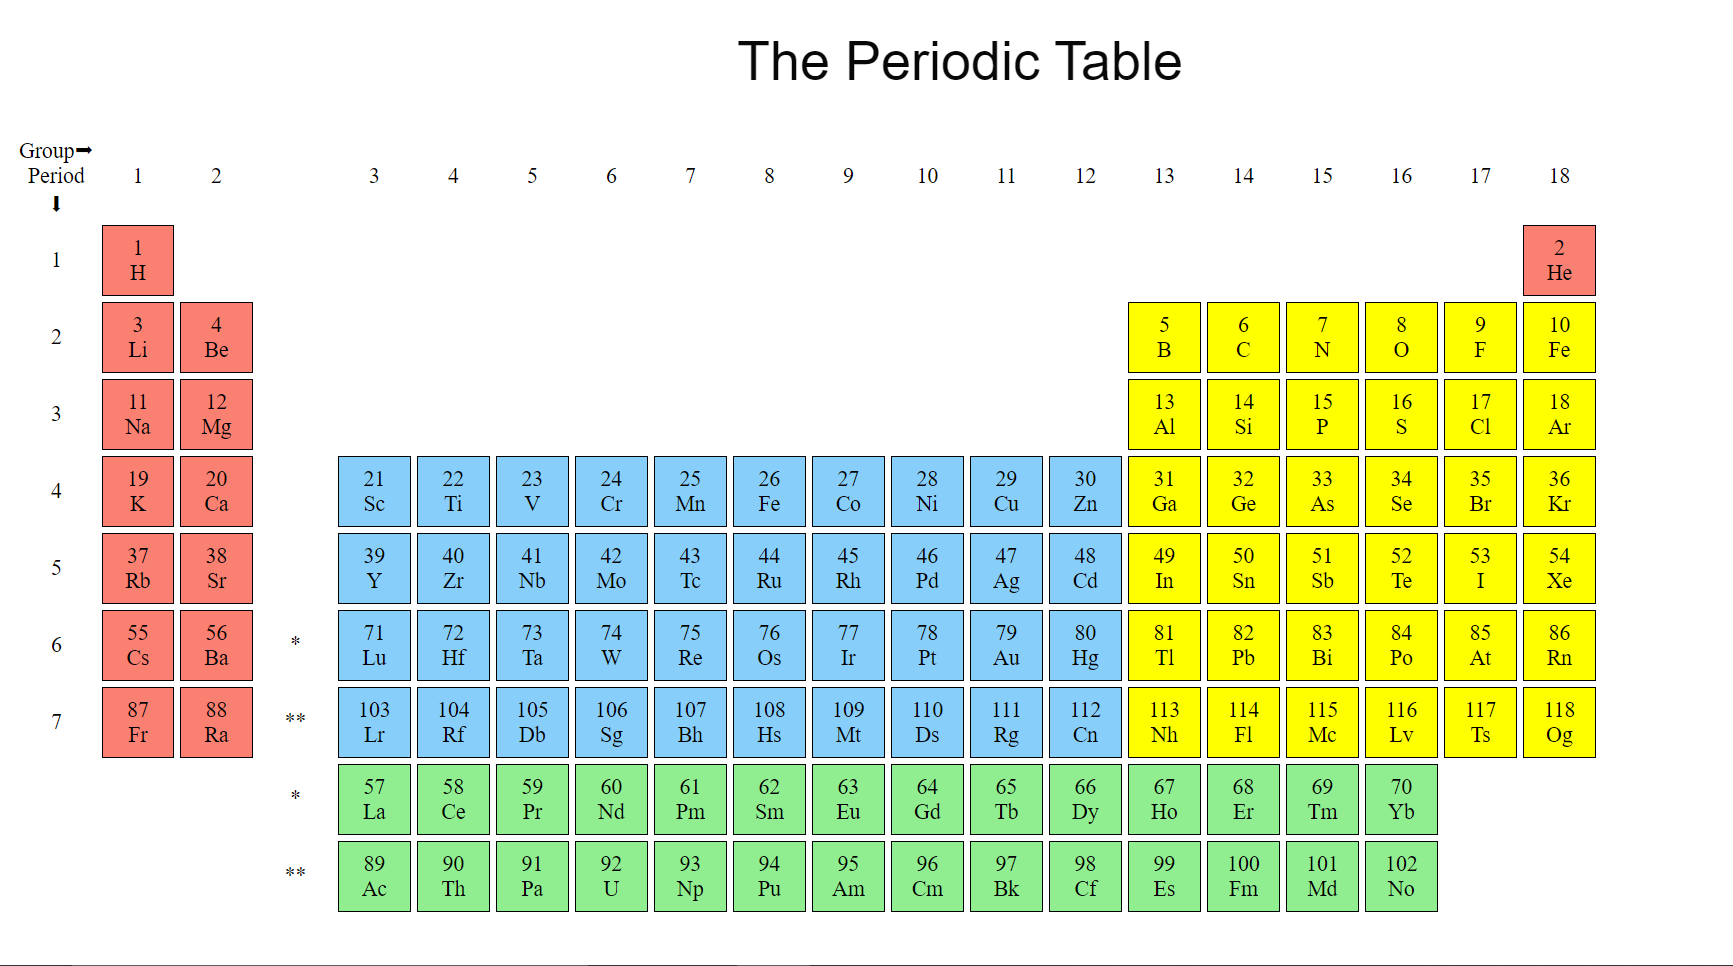 The Periodic Table
Group➡
Period 1 2 3 4 5 6 7 8 9 10 11 12 13 14 15 16 17 18
⬇
1 1 2
H He
2 3 4 5 6 7 8 9 10
Li Be B C N O F Fe
3 11 12 13 14 15 16 17 18
Na Mg Al Si P S Cl Ar
4 19 20 21 22 23 24 25 26 27 28 29 30 31 32 33 34 35 36
K Ca Sc Ti V Cr Mn Fe Co Ni Cu Zn Ga Ge As Se Br Kr
5 37 38 39 40 41 42 43 44 45 46 47 48 49 50 51 52 53 54
Rb Sr Y Zr Nb Mo Tc Ru Rh Pd Ag Cd In Sn Sb Te I Xe
6 55 56 * 71 72 73 74 75 76 77 78 79 80 81 82 83 84 85 86
Cs Ba Lu Hf Ta W Re Os Ir Pt Au Hg Tl Pb Bi Po At Rn
7 87 88 ** 103 104 105 106 107 108 109 110 111 112 113 114 115 116 117 118
Fr Ra Lr Rf Db Sg Bh Hs Mt Ds Rg Cn Nh Fl Mc Lv Ts Og
* 57 58 59 60 61 62 63 64 65 66 67 68 69 70
La Ce Pr Nd Pm Sm Eu Gd Tb Dy Ho Er Tm Yb
** 89 90 91 92 93 94 95 96 97 98 99 100 101 102
Ac Th Pa U Np Pu Am Cm Bk Cf Es Fm Md No